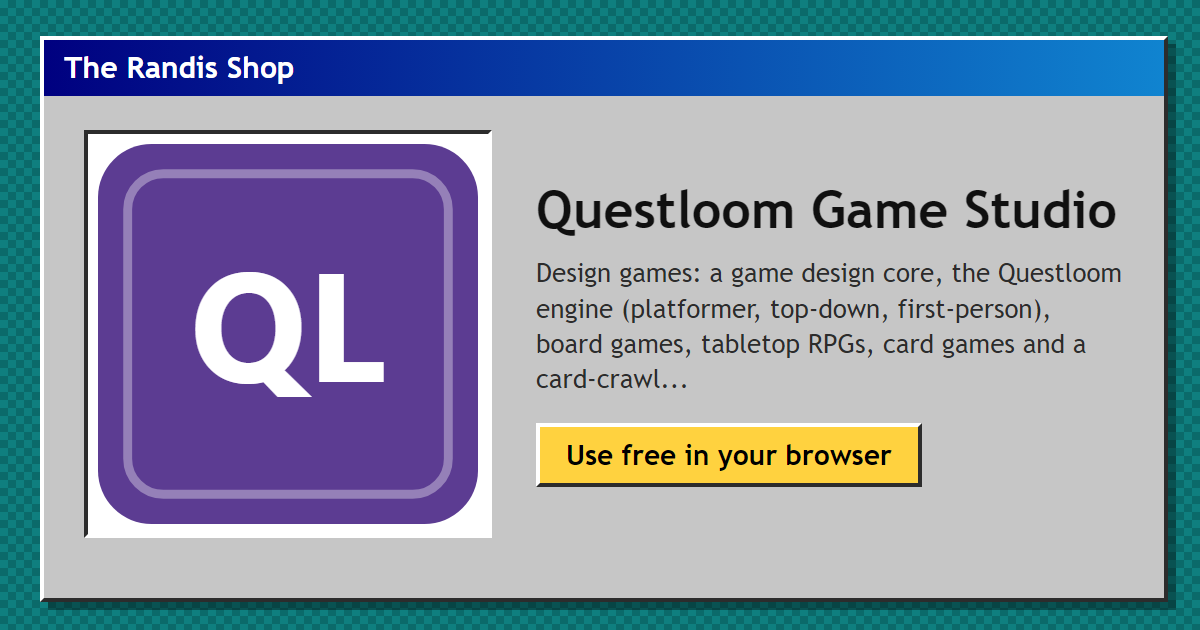 The Randis Shop
QL
Questloom Game Studio
Design games: a game design core, the Questloom
engine (platformer, top-down, first-person),
board games, tabletop RPGs, card games and a
card-crawl...
Use free in your browser